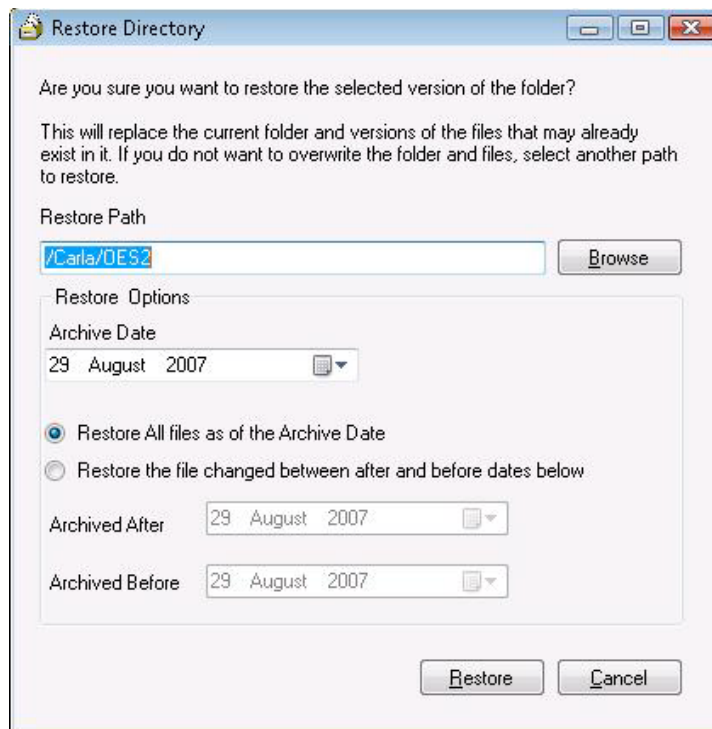 Restore Directory
Are you sure you want to restore the selected version of the folder?
This will replace the current folder and versions of the files that may already
exist in it. If you do not want to overwrite the folder and files, select another path
to restore.
Restore Path
/Carla/OES2
Browse
Restore Options
Archive Date
29 August 2007
Restore All files as of the Archive Date
Restore the file changed between after and before dates below
Archived After 29 August 2007
Archived Before 29 August 2007
Restore Cancel